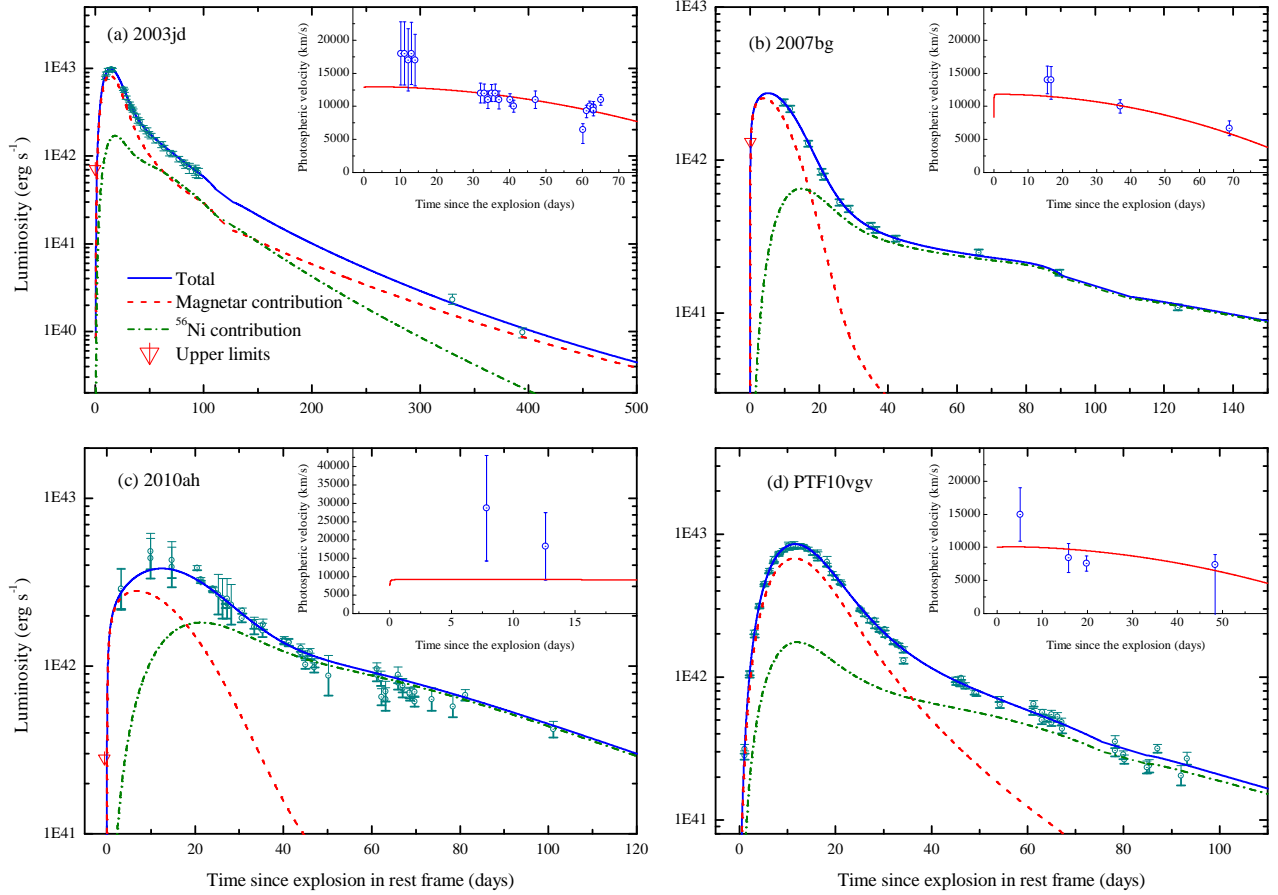 (a) 2003jd
1E43
1E42
1E41
1E40
Luminosity (erg s⁻¹)
0 100 200 300 400 500
Total
Magnetar contribution
⁵⁶Ni contribution
Upper limits
Photospheric velocity (km/s)
20000
15000
10000
5000
0
0 10 20 30 40 50 60 70
Time since the explosion (days)
(b) 2007bg
1E43
1E42
1E41
0 20 40 60 80 100 120 140
Photospheric velocity (km/s)
20000
15000
10000
5000
0
0 10 20 30 40 50 60 70
Time since the explosion (days)
(c) 2010ah
1E43
1E42
1E41
Luminosity (erg s⁻¹)
0 20 40 60 80 100 120
Time since explosion in rest frame (days)
Photospheric velocity (km/s)
40000
35000
30000
25000
20000
15000
10000
5000
0
0 5 10 15
Time since the explosion (days)
(d) PTF10vgv
1E43
1E42
1E41
0 20 40 60 80 100
Time since explosion in rest frame (days)
Photospheric velocity (km/s)
20000
15000
10000
5000
0
0 10 20 30 40 50
Time since the explosion (days)